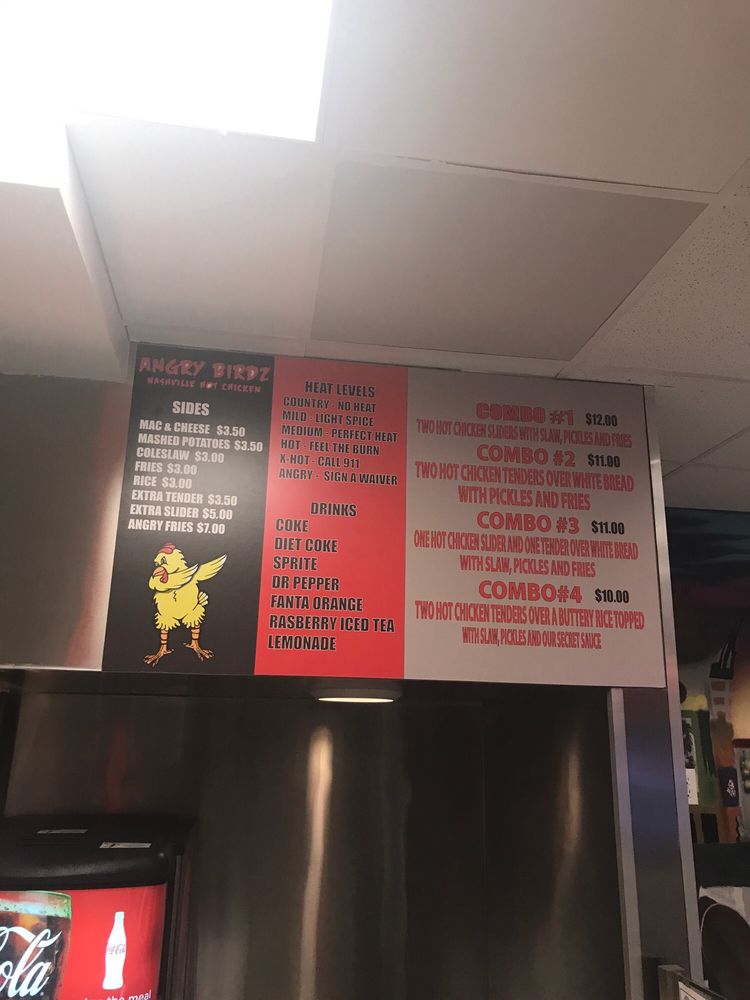 ANGRY BIRDZ
NASHVILLE HOT CHICKEN
SIDES
MAC & CHEESE $3.50
MASHED POTATOES $3.50
COLESLAW $3.00
FRIES $3.00
RICE $3.00
EXTRA TENDER $3.50
EXTRA SLIDER $5.00
ANGRY FRIES $7.00
HEAT LEVELS
COUNTRY - NO HEAT
MILD - LIGHT SPICE
MEDIUM - PERFECT HEAT
HOT - FEEL THE BURN
X-HOT - CALL 911
ANGRY - SIGN A WAIVER
DRINKS
COKE
DIET COKE
SPRITE
DR PEPPER
FANTA ORANGE
RASBERRY ICED TEA
LEMONADE
COMBO #1 $12.00
TWO HOT CHICKEN SLIDERS WITH SLAW, PICKLES AND FRIES
COMBO #2 $11.00
TWO HOT CHICKEN TENDERS OVER WHITE BREAD
WITH PICKLES AND FRIES
COMBO #3 $11.00
ONE HOT CHICKEN SLIDER AND ONE TENDER OVER WHITE BREAD
WITH SLAW, PICKLES AND FRIES
COMBO#4 $10.00
TWO HOT CHICKEN TENDERS OVER A BUTTERY RICE TOPPED
WITH SLAW, PICKLES AND OUR SECRET SAUCE
ola
the meal